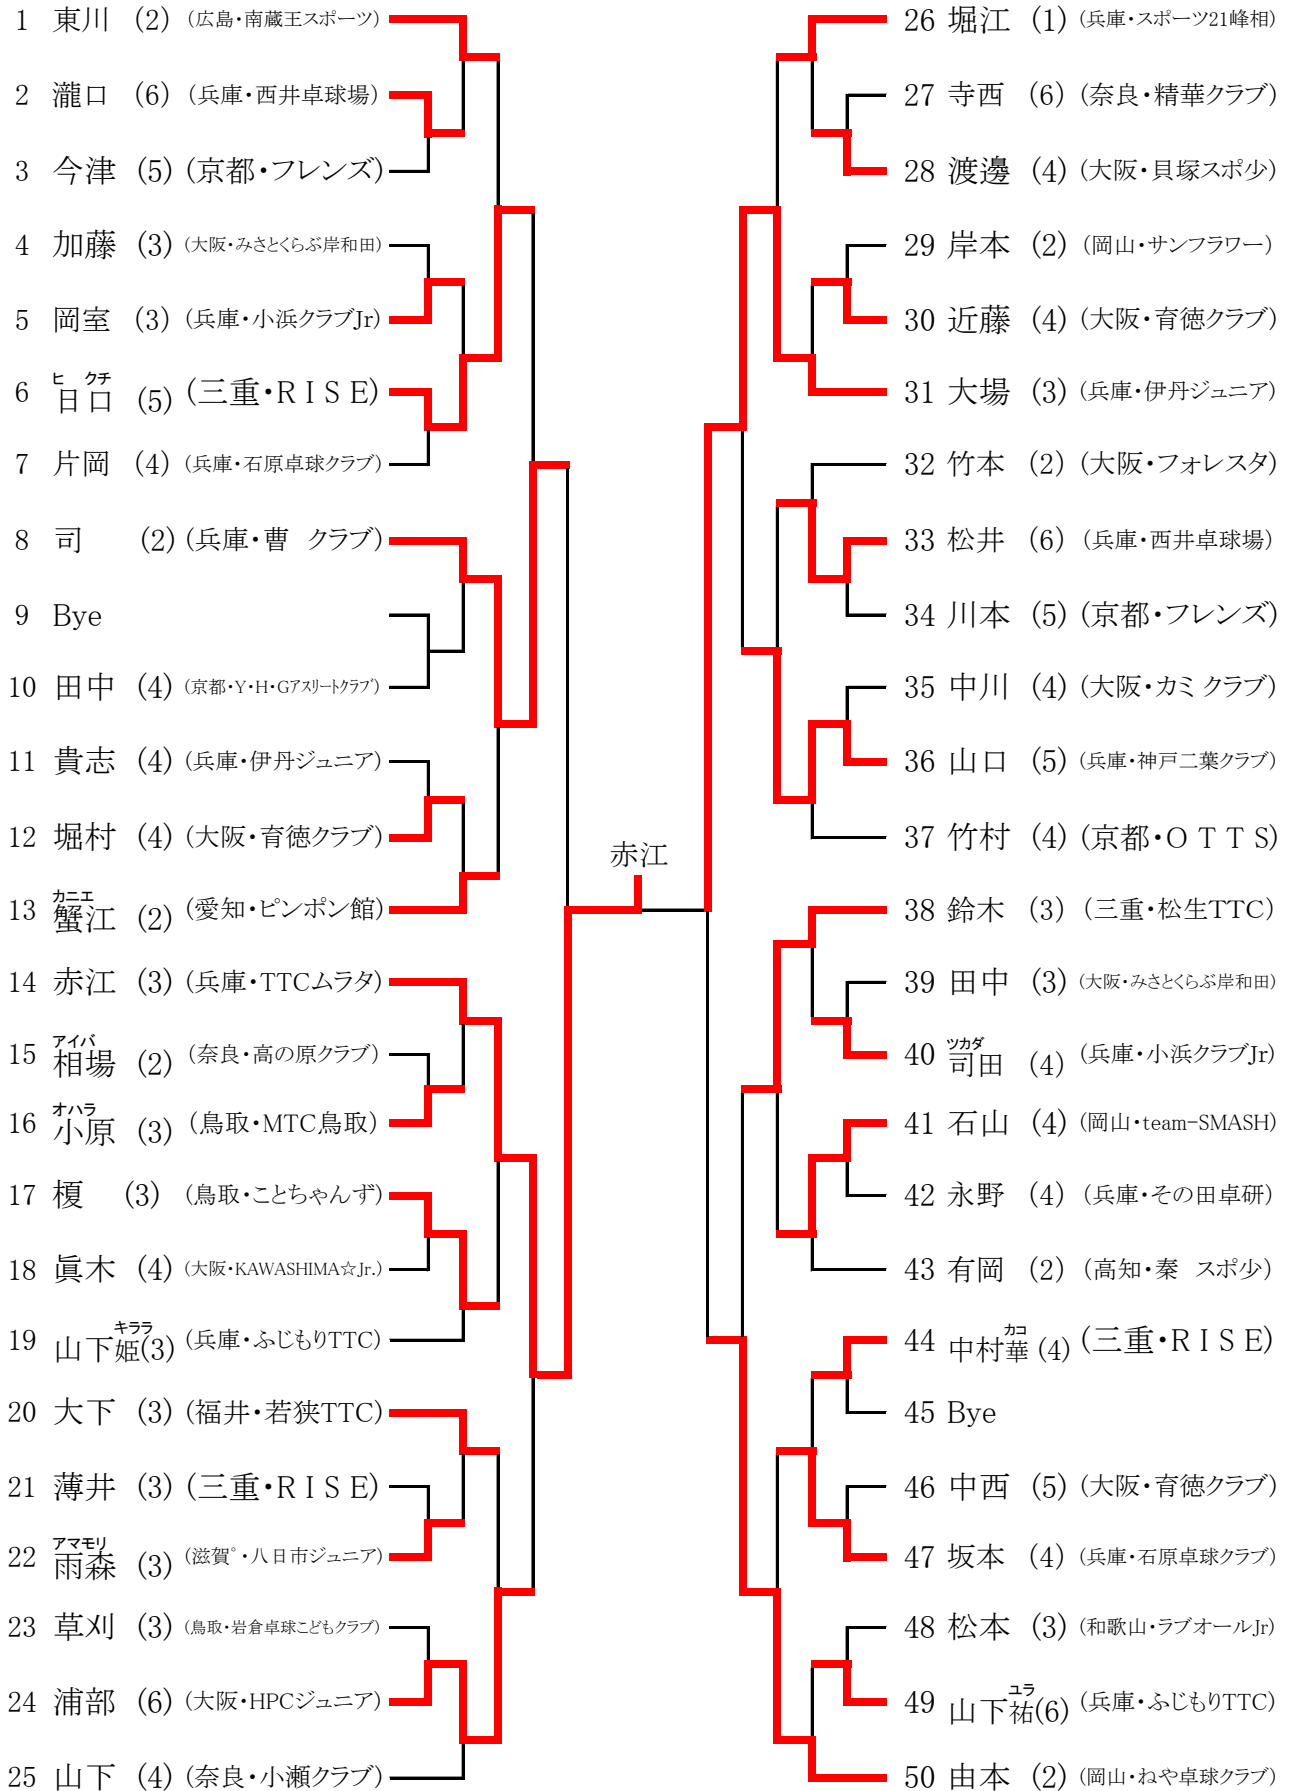 1 東川 (2) (広島・南蔵王スポーツ)
2 瀧口 (6) (兵庫・西井卓球場)
3 今津 (5) (京都・フレンズ)
4 加藤 (3) (大阪・みさとくらぶ岸和田)
5 岡室 (3) (兵庫・小浜クラブJr)
ヒ クチ
6 日口 (5) (三重・RISE)
7 片岡 (4) (兵庫・石原卓球クラブ)
8 司 (2) (兵庫・曹 クラブ)
9 Bye
10 田中 (4) (京都・Y・H・Gアスリートクラブ)
11 貴志 (4) (兵庫・伊丹ジュニア)
12 堀村 (4) (大阪・育徳クラブ)
カニエ
13 蟹江 (2) (愛知・ピンポン館)
14 赤江 (3) (兵庫・TTCムラタ)
アイバ
15 相場 (2) (奈良・高の原クラブ)
オハラ
16 小原 (3) (鳥取・MTC鳥取)
17 榎 (3) (鳥取・ことちゃんず)
18 眞木 (4) (大阪・KAWASHIMA☆Jr.)
キララ
19 山下姫(3) (兵庫・ふじもりTTC)
20 大下 (3) (福井・若狭TTC)
21 薄井 (3) (三重・RISE)
アマモリ
22 雨森 (3) (滋賀゜・八日市ジュニア)
23 草刈 (3) (鳥取・岩倉卓球こどもクラブ)
24 浦部 (6) (大阪・HPCジュニア)
25 山下 (4) (奈良・小瀬クラブ)
赤江
26 堀江 (1) (兵庫・スポーツ21峰相)
27 寺西 (6) (奈良・精華クラブ)
28 渡邊 (4) (大阪・貝塚スポ少)
29 岸本 (2) (岡山・サンフラワー)
30 近藤 (4) (大阪・育徳クラブ)
31 大場 (3) (兵庫・伊丹ジュニア)
32 竹本 (2) (大阪・フォレスタ)
33 松井 (6) (兵庫・西井卓球場)
34 川本 (5) (京都・フレンズ)
35 中川 (4) (大阪・カミ クラブ)
36 山口 (5) (兵庫・神戸二葉クラブ)
37 竹村 (4) (京都・OTTS)
38 鈴木 (3) (三重・松生TTC)
39 田中 (3) (大阪・みさとくらぶ岸和田)
ツカダ
40 司田 (4) (兵庫・小浜クラブJr)
41 石山 (4) (岡山・team-SMASH)
42 永野 (4) (兵庫・その田卓研)
43 有岡 (2) (高知・秦 スポ少)
カコ
44 中村華 (4) (三重・RISE)
45 Bye
46 中西 (5) (大阪・育徳クラブ)
47 坂本 (4) (兵庫・石原卓球クラブ)
48 松本 (3) (和歌山・ラブオールJr)
ユラ
49 山下祐(6) (兵庫・ふじもりTTC)
50 由本 (2) (岡山・ねや卓球クラブ)